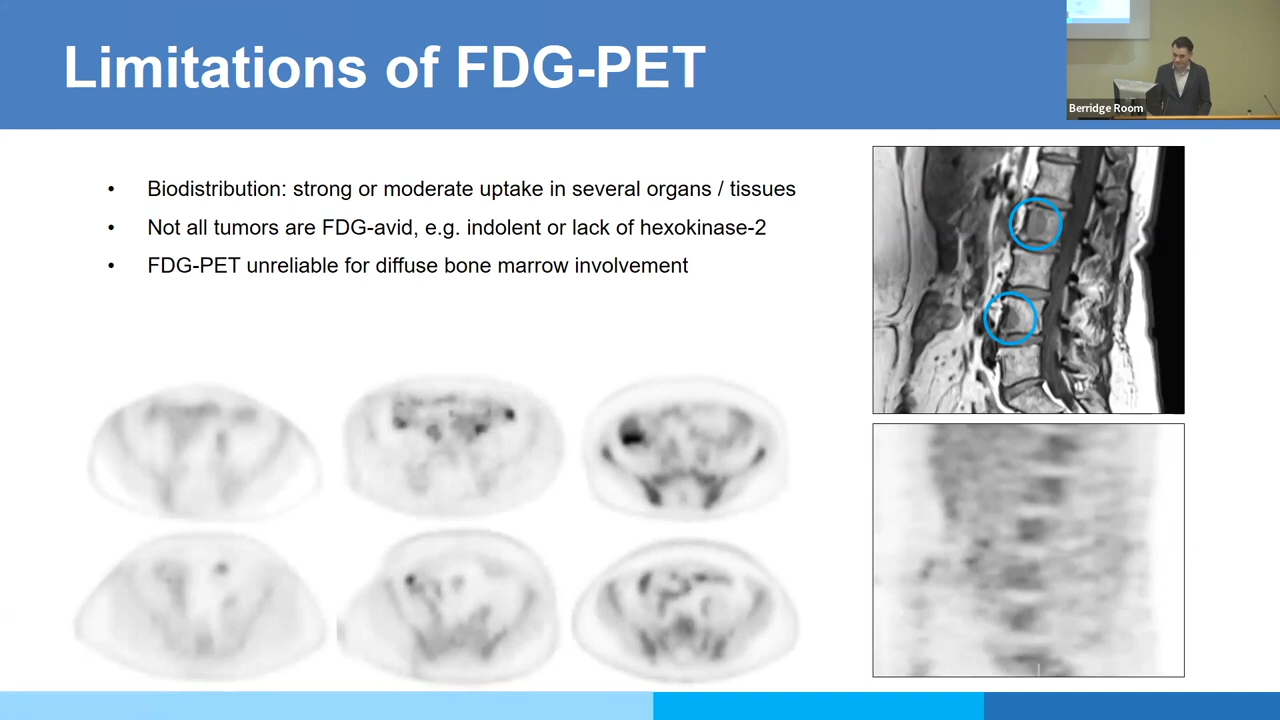 Limitations of FDG-PET
Berridge Room
• Biodistribution: strong or moderate uptake in several organs / tissues
• Not all tumors are FDG-avid, e.g. indolent or lack of hexokinase-2
• FDG-PET unreliable for diffuse bone marrow involvement